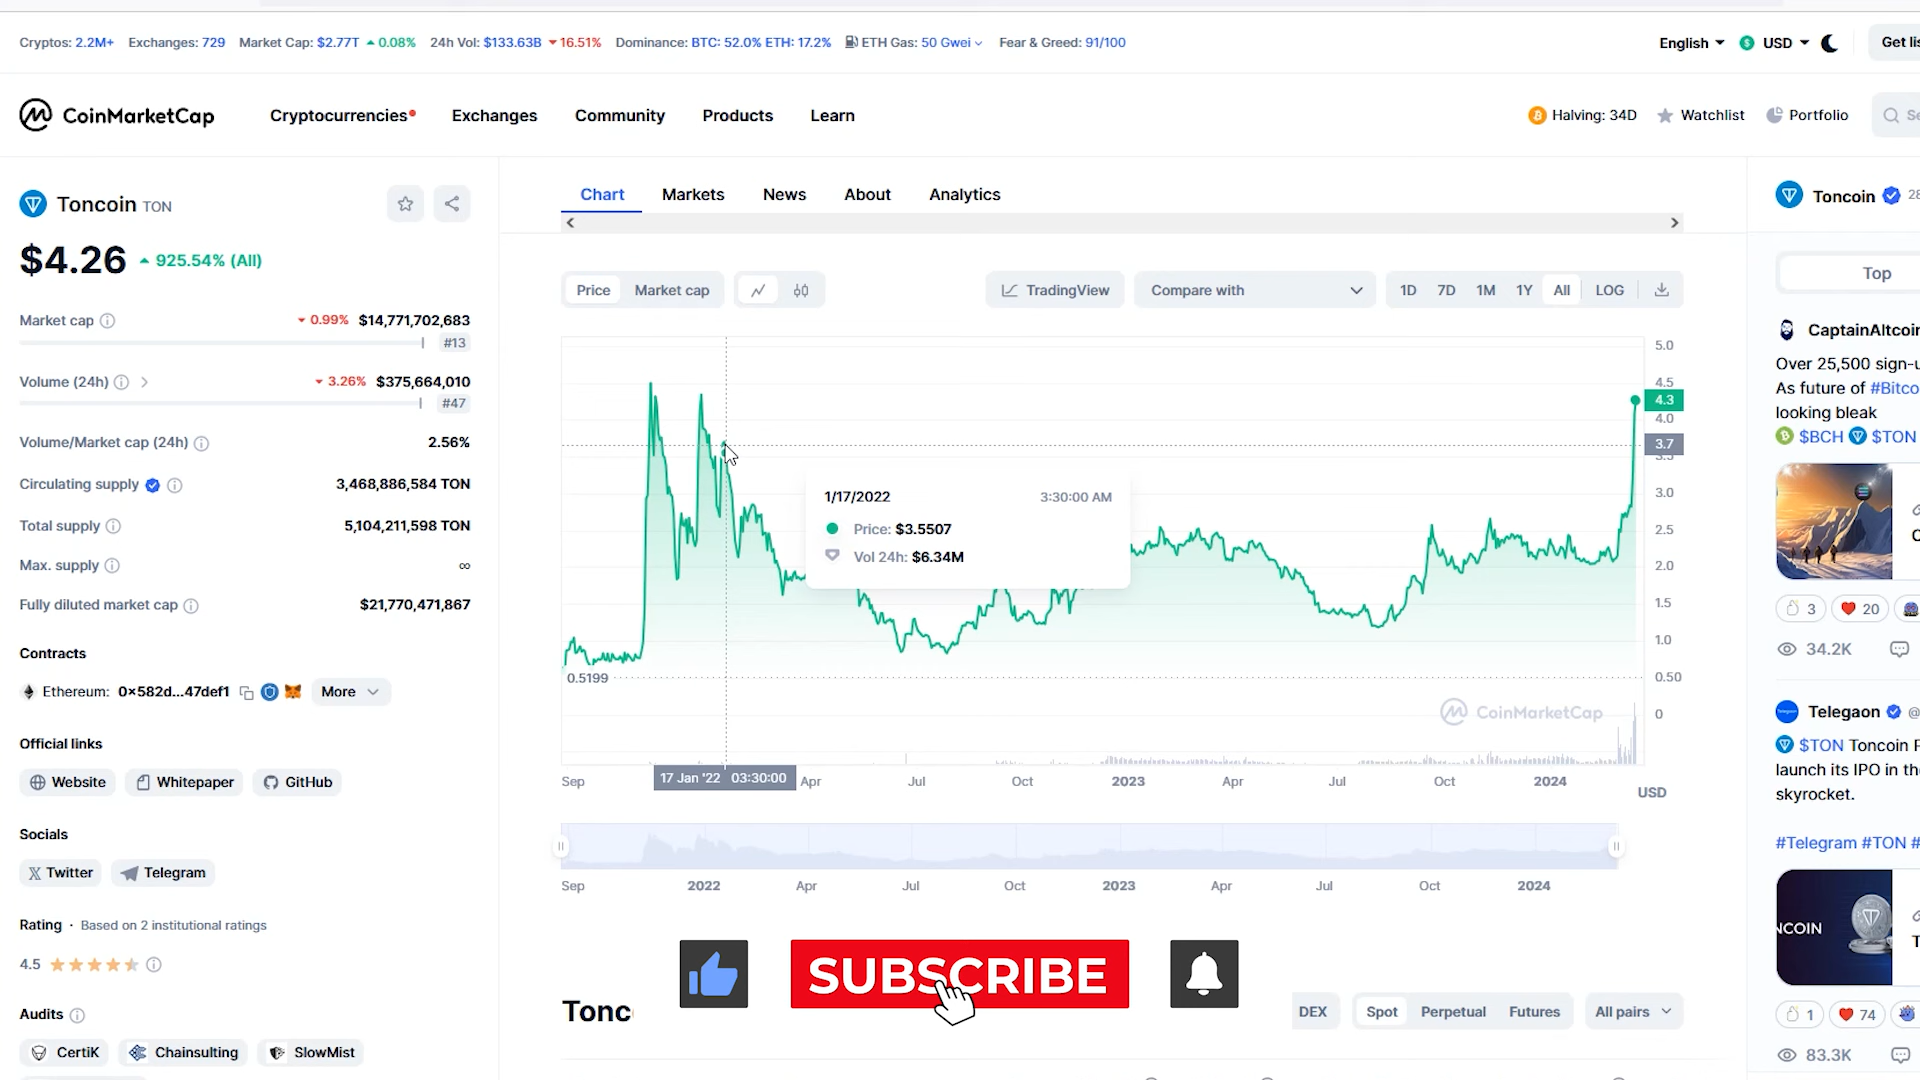 Cryptos: 2.2M+ Exchanges: 729 Market Cap: $2.77T 0.08% 24h Vol: $133.63B 16.51% Dominance: BTC: 52.0% ETH: 17.2% ETH Gas: 50 Gwei Fear & Greed: 91/100 English USD
CoinMarketCap Cryptocurrencies Exchanges Community Products Learn Halving: 34D Watchlist Portfolio
Toncoin TON
$4.26 925.54% (All)
Market cap 0.99% $14,771,702,683
#13
Volume (24h) 3.26% $375,664,010
#47
Volume/Market cap (24h) 2.56%
Circulating supply 3,468,886,584 TON
Total supply 5,104,211,598 TON
Max. supply ∞
Fully diluted market cap $21,770,471,867
Contracts
Ethereum: 0x582d...47def1 More
Official links
Website Whitepaper GitHub
Socials
Twitter Telegram
Rating · Based on 2 institutional ratings
4.5
Audits
CertiK Chainsulting SlowMist
Chart Markets News About Analytics
Price Market cap TradingView Compare with 1D 7D 1M 1Y All LOG
5.0
4.5
4.3
4.0
3.7
3.5
3.0
2.5
2.0
1.5
1.0
0.50
0
1/17/2022 3:30:00 AM
Price: $3.5507
Vol 24h: $6.34M
0.5199
CoinMarketCap
Sep 17 Jan '22 03:30:00 Apr Jul Oct 2023 Apr Jul Oct 2024
USD
Sep 2022 Apr Jul Oct 2023 Apr Jul Oct 2024
SUBSCRIBE
Tonc
DEX Spot Perpetual Futures All pairs
Toncoin
Top
CaptainAltcoin
Over 25,500 sign-u
As future of #Bitco
looking bleak
$BCH $TON
3 20
34.2K
Telegaon @
$TON Toncoin
launch its IPO in the
skyrocket.
#Telegram #TON #
NCOIN
1 74
83.3K